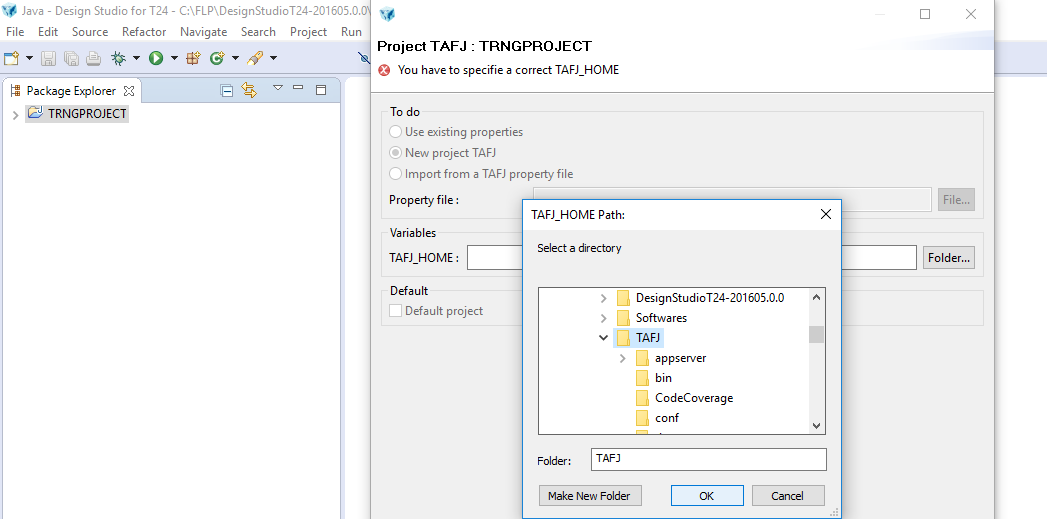 Java - Design Studio for T24 - C:\FLP\DesignStudioT24-201605.0.0\
File Edit Source Refactor Navigate Search Project Run
Package Explorer
TRNGPROJECT
Project TAFJ : TRNGPROJECT
You have to specifie a correct TAFJ_HOME
To do
Use existing properties
New project TAFJ
Import from a TAFJ property file
Property file :
File...
Variables
TAFJ_HOME :
Folder...
Default
Default project
TAFJ_HOME Path:
Select a directory
DesignStudioT24-201605.0.0
Softwares
TAFJ
appserver
bin
CodeCoverage
conf
Folder:
TAFJ
Make New Folder
OK
Cancel